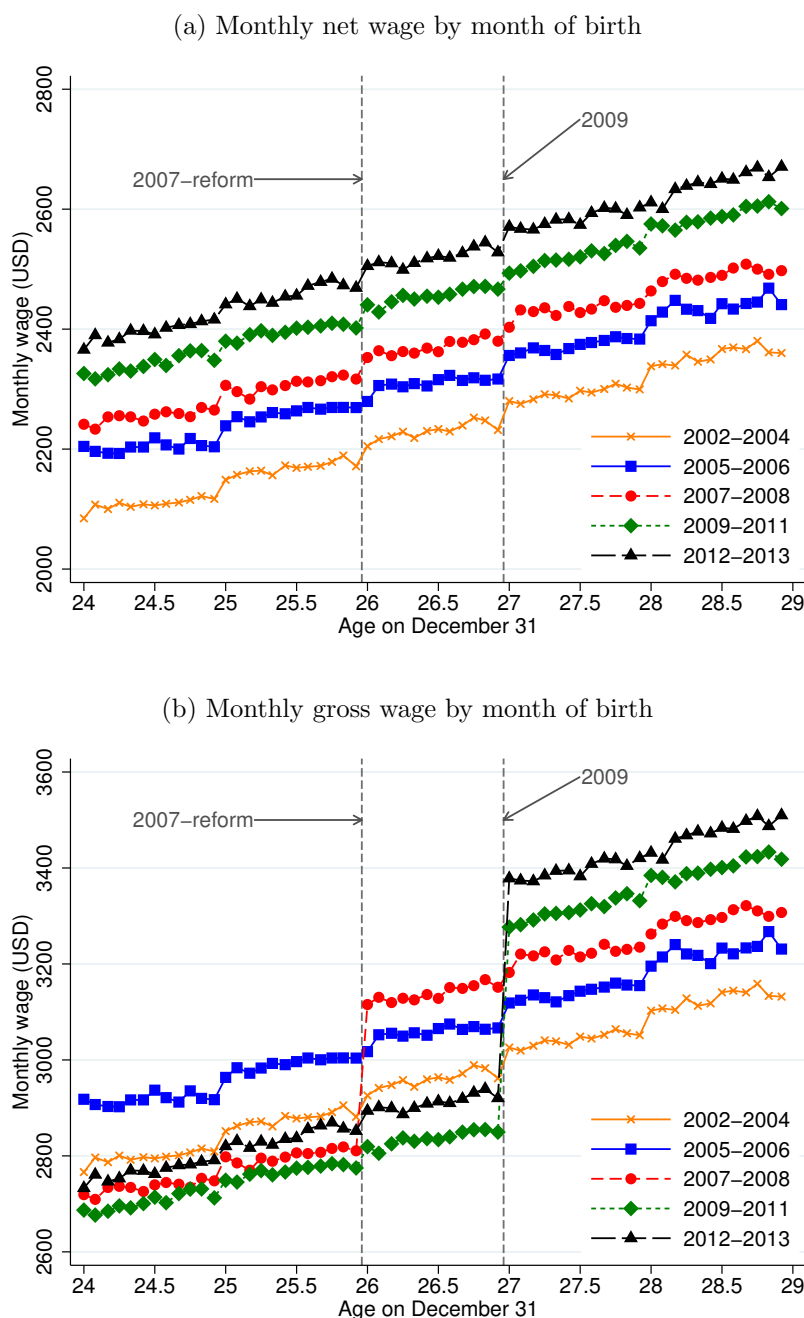 (a) Monthly net wage by month of birth
2800
2600
2400
2200
2000
Monthly wage (USD)
2007−reform
2009
2002−2004
2005−2006
2007−2008
2009−2011
2012−2013
24 24.5 25 25.5 26 26.5 27 27.5 28 28.5 29
Age on December 31
(b) Monthly gross wage by month of birth
3600
3400
3200
3000
2800
2600
Monthly wage (USD)
2007−reform
2009
2002−2004
2005−2006
2007−2008
2009−2011
2012−2013
24 24.5 25 25.5 26 26.5 27 27.5 28 28.5 29
Age on December 31